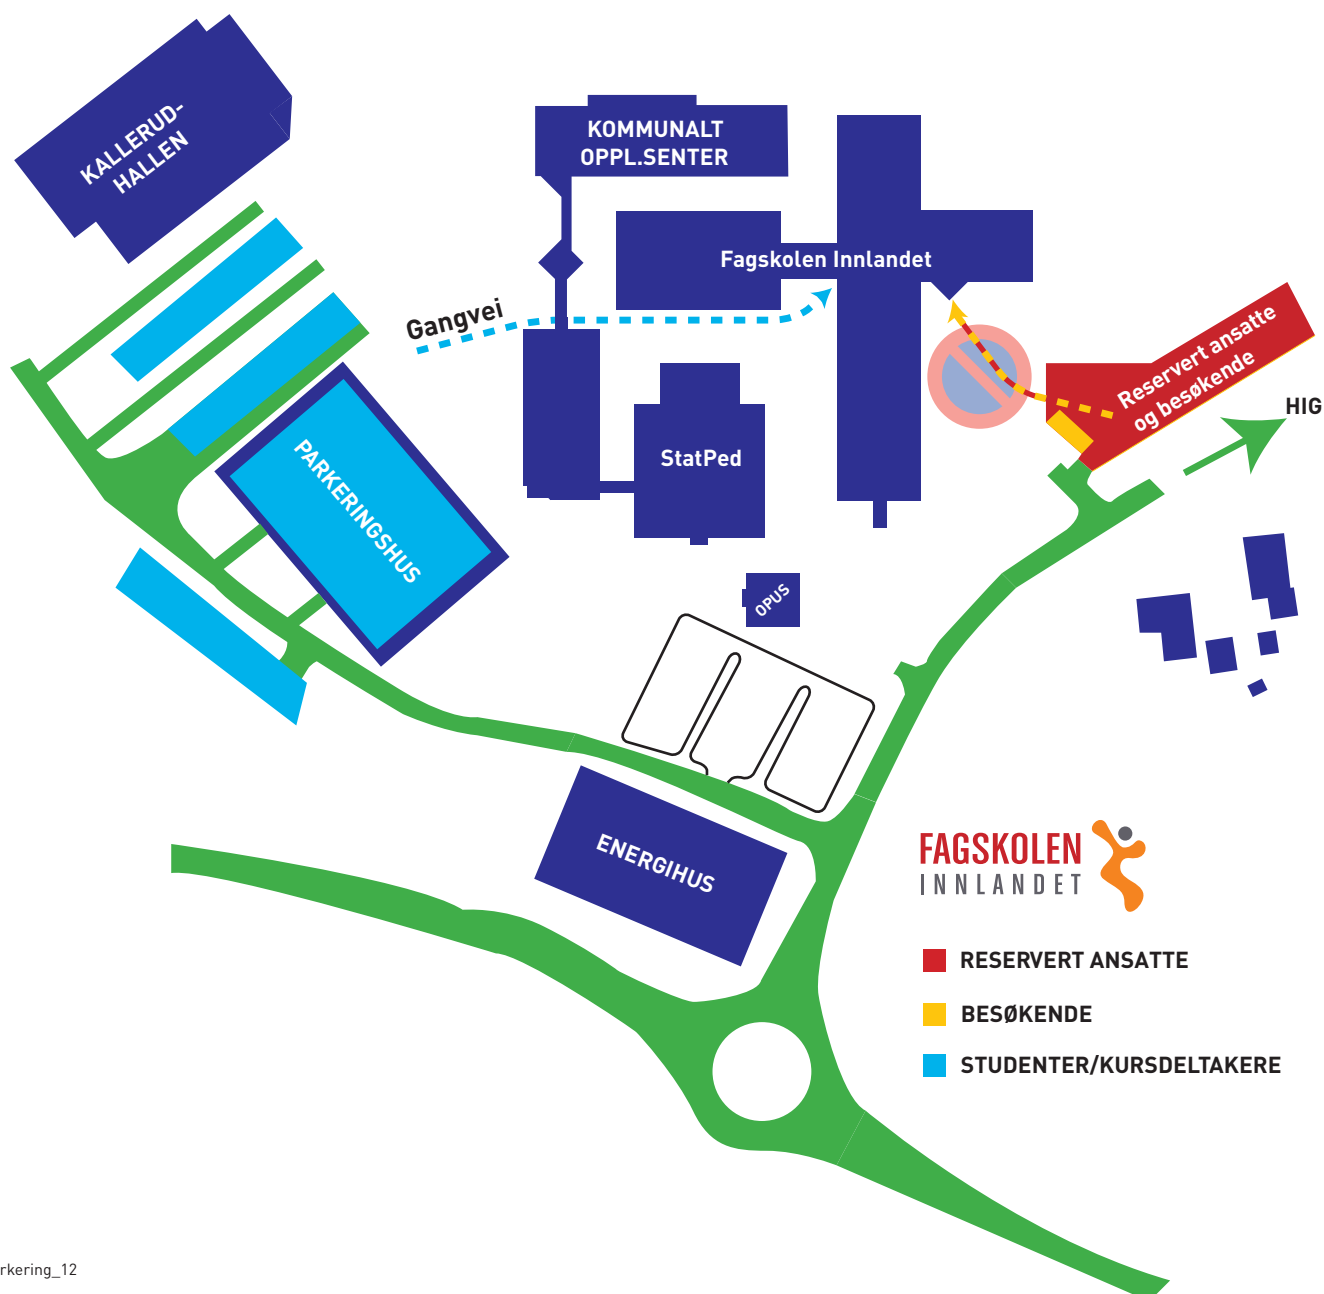 KALLERUD-
HALLEN
KOMMUNALT
OPPL.SENTER
Fagskolen Innlandet
Gangvei
Reservert ansatte
og besøkende
HIG
StatPed
PARKERINGSHUS
OPUS
ENERGIHUS
FAGSKOLEN
INNLANDET
RESERVERT ANSATTE
BESØKENDE
STUDENTER/KURSDELTAKERE
rkering_12